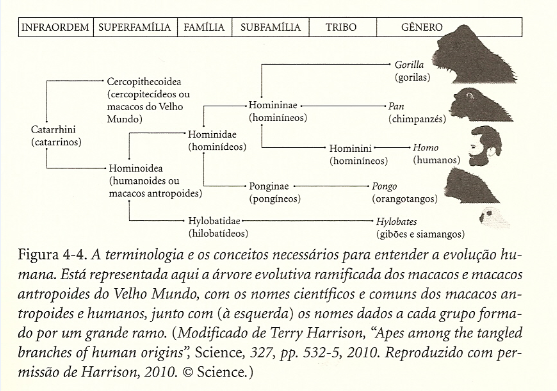 INFRAORDEM SUPERFAMÍLIA FAMÍLIA SUBFAMÍLIA TRIBO GÊNERO
Gorilla
(gorilas)
Cercopithecoidea
(cercopitecídeos ou
macacos do Velho
Mundo)
Homininae
(hominíneos)
Pan
(chimpanzés)
Catarrhini
(catarrinos)
Hominidae
(hominídeos)
Hominini
(hominíneos)
Homo
(humanos)
Hominoidea
(humanoides ou
macacos antropoides)
Ponginae
(pongíneos)
Pongo
(orangotangos)
Hylobatidae
(hilobatídeos)
Hylobates
(gibões e siamangos)
Figura 4-4. A terminologia e os conceitos necessários para entender a evolução hu-
mana. Está representada aqui a árvore evolutiva ramificada dos macacos e macacos
antropoides do Velho Mundo, com os nomes científicos e comuns dos macacos an-
tropoides e humanos, junto com (à esquerda) os nomes dados a cada grupo forma-
do por um grande ramo. (Modificado de Terry Harrison, “Apes among the tangled
branches of human origins”, Science, 327, pp. 532-5, 2010. Reproduzido com per-
missão de Harrison, 2010. © Science.)